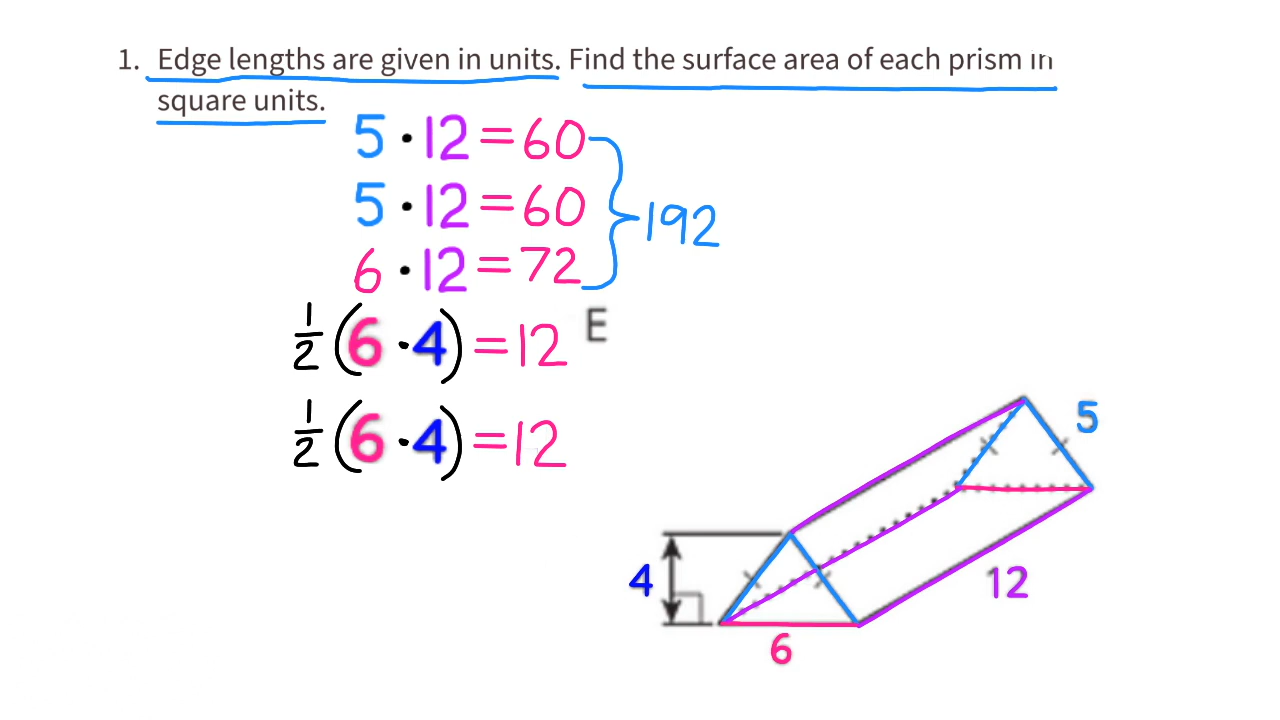 1. Edge lengths are given in units. Find the surface area of each prism in
square units.
5 · 12 = 60
5 · 12 = 60
192
6 · 12 = 72
1/2 (6 · 4) = 12 E
1/2 (6 · 4) = 12
5
4
12
6